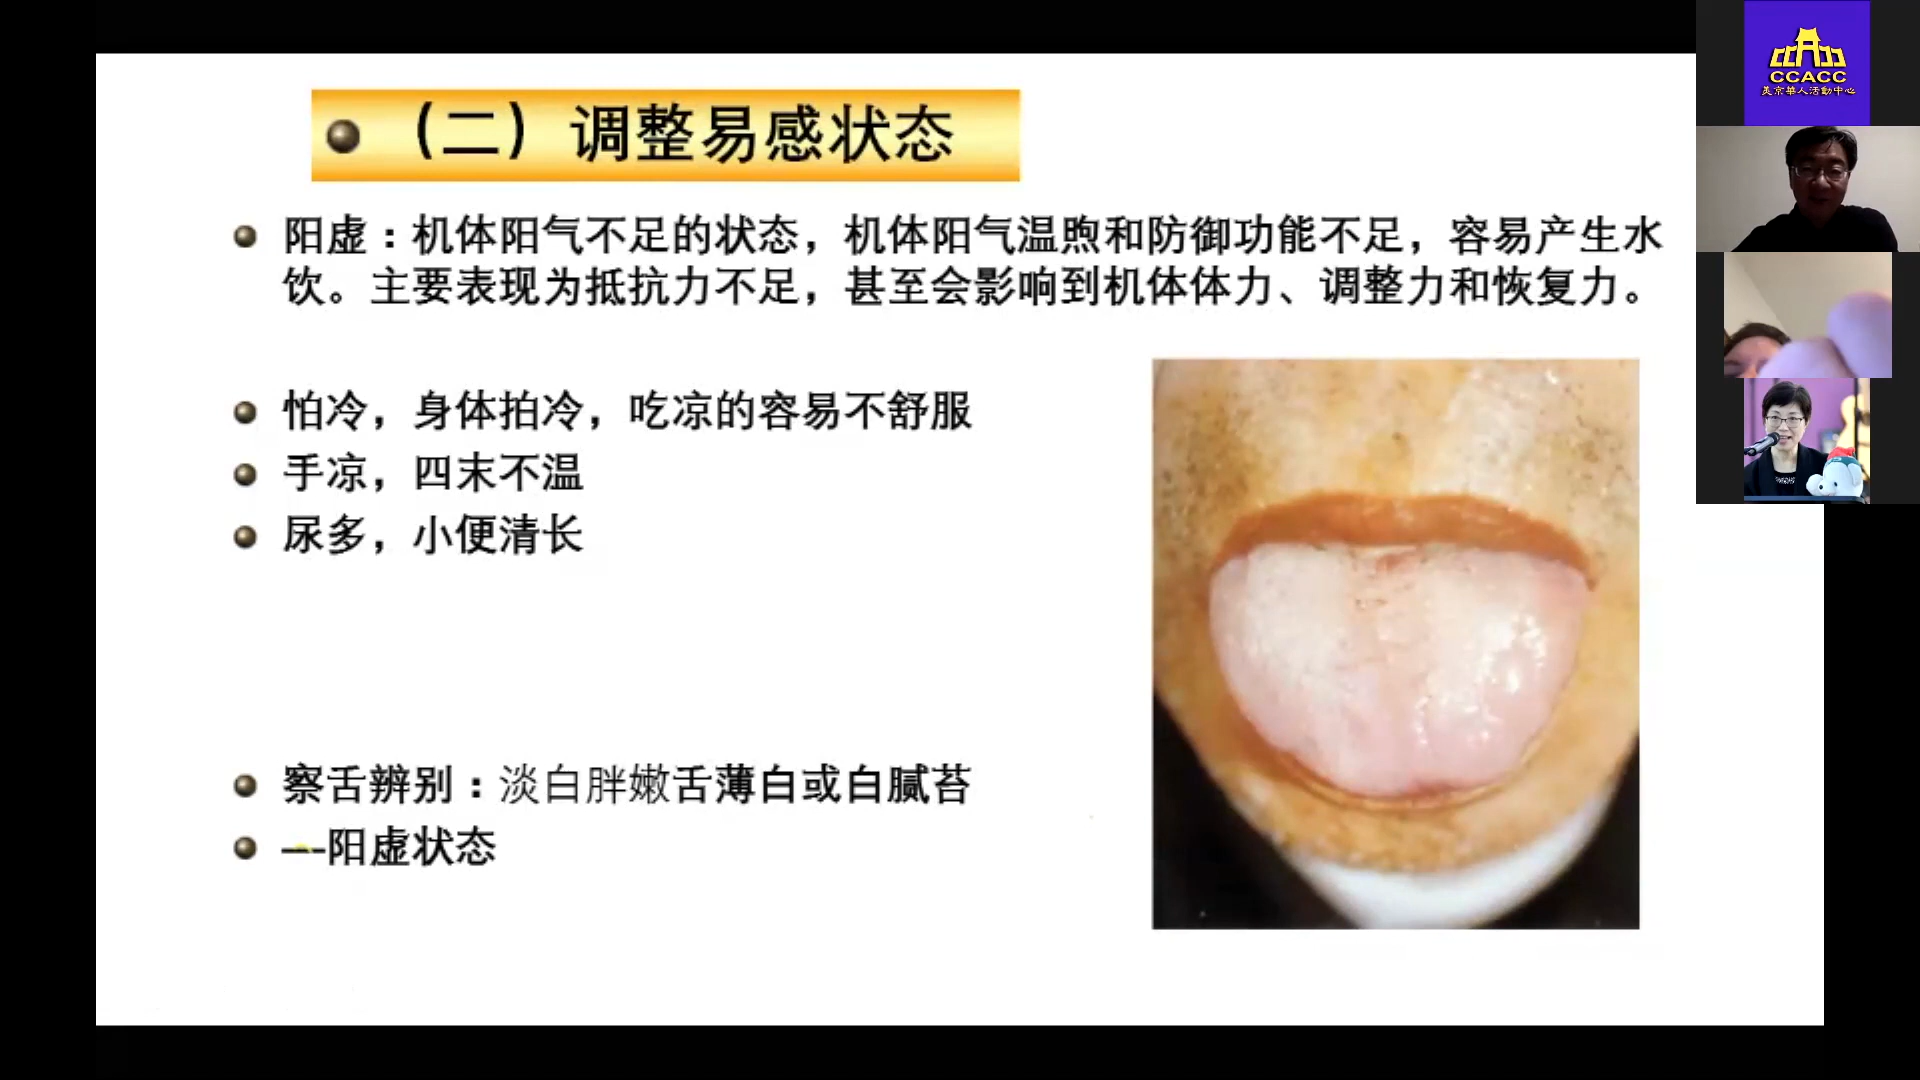 （二）调整易感状态
阳虚：机体阳气不足的状态，机体阳气温煦和防御功能不足，容易产生水
饮。主要表现为抵抗力不足，甚至会影响到机体体力、调整力和恢复力。
怕冷，身体拍冷，吃凉的容易不舒服
手凉，四末不温
尿多，小便清长
察舌辨别：淡白胖嫩舌薄白或白腻苔
---阳虚状态
CCACC
美京華人活動中心